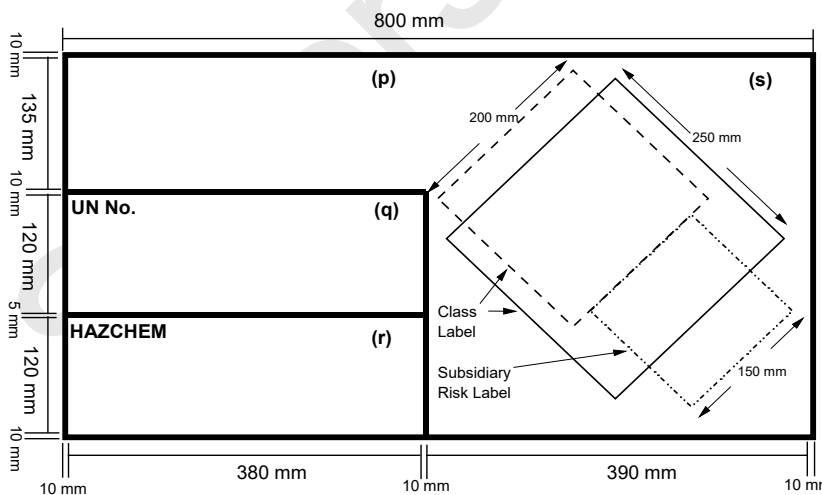 800 mm
10 mm
(p)
(s)
135 mm
200 mm
250 mm
10 mm
UN No.
(q)
120 mm
5 mm
HAZCHEM
(r)
Class
Label
120 mm
Subsidiary
Risk Label
150 mm
10 mm
380 mm
390 mm
10 mm
10 mm
10 mm